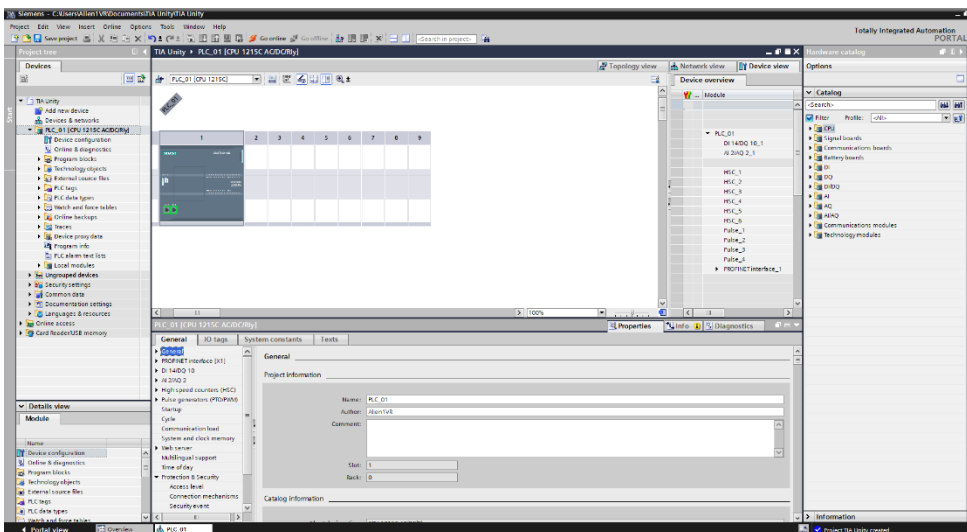 Siemens - C:\Users\Alien1VR\Documents\TIA Unity\TIA Unity
Project Edit View Insert Online Options Tools Window Help
Totally Integrated Automation
PORTAL
Save project
Go online
Go offline
<Search in project>
Project tree
TIA Unity ▸ PLC_01 [CPU 1215C AC/DC/Rly]
Hardware catalog
Devices
Topology view
Network view
Device view
Options
PLC_01 [CPU 1215C]
Device overview
Module
Start
TIA Unity
Add new device
Devices & networks
PLC_01 [CPU 1215C AC/DC/Rly]
Device configuration
Online & diagnostics
Program blocks
Technology objects
External source files
PLC tags
PLC data types
Watch and force tables
Online backups
Traces
Device proxy data
Program info
PLC alarm text lists
Local modules
Ungrouped devices
Security settings
Common data
Documentation settings
Languages & resources
Online access
Card Reader/USB memory
PLC_01
1 2 3 4 5 6 7 8 9
SIEMENS
100%
PLC_01
DI 14/DQ 10_1
AI 2/AQ 2_1
HSC_1
HSC_2
HSC_3
HSC_4
HSC_5
HSC_6
Pulse_1
Pulse_2
Pulse_3
Pulse_4
PROFINET interface_1
Catalog
<Search>
Filter Profile: <All>
CPU
Signal boards
Communications boards
Battery boards
DI
DQ
DI/DQ
AI
AQ
AI/AQ
Communications modules
Technology modules
PLC_01 [CPU 1215C AC/DC/Rly]
Properties
Info
Diagnostics
General IO tags System constants Texts
General
PROFINET interface [X1]
DI 14/DQ 10
AI 2/AQ 2
High speed counters (HSC)
Pulse generators (PTO/PWM)
Startup
Cycle
Communication load
System and clock memory
Web server
Multilingual support
Time of day
Protection & Security
Access level
Connection mechanisms
Security event
General
Project information
Name: PLC_01
Author: Alien1VR
Comment:
Slot: 1
Rack: 0
Catalog information
Details view
Module
Name
Device configuration
Online & diagnostics
Program blocks
Technology objects
External source files
PLC tags
PLC data types
Watch and force tables
Information
Portal view
Overview
PLC_01
Project TIA Unity created.